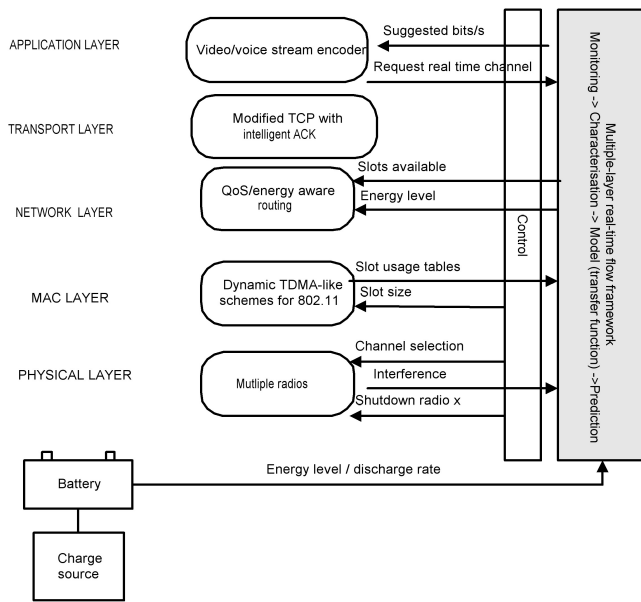 APPLICATION LAYER
Video/voice stream encoder
Suggested bits/s
Request real time channel
TRANSPORT LAYER
Modified TCP with
intelligent ACK
NETWORK LAYER
QoS/energy aware
routing
Slots available
Energy level
MAC LAYER
Dynamic TDMA-like
schemes for 802.11
Slot usage tables
Slot size
PHYSICAL LAYER
Mutliple radios
Channel selection
Interference
Shutdown radio x
Control
Multiple-layer real-time flow framework
Monitoring -> Characterisation -> Model (transfer function) ->Prediction
Battery
Energy level / discharge rate
Charge
source